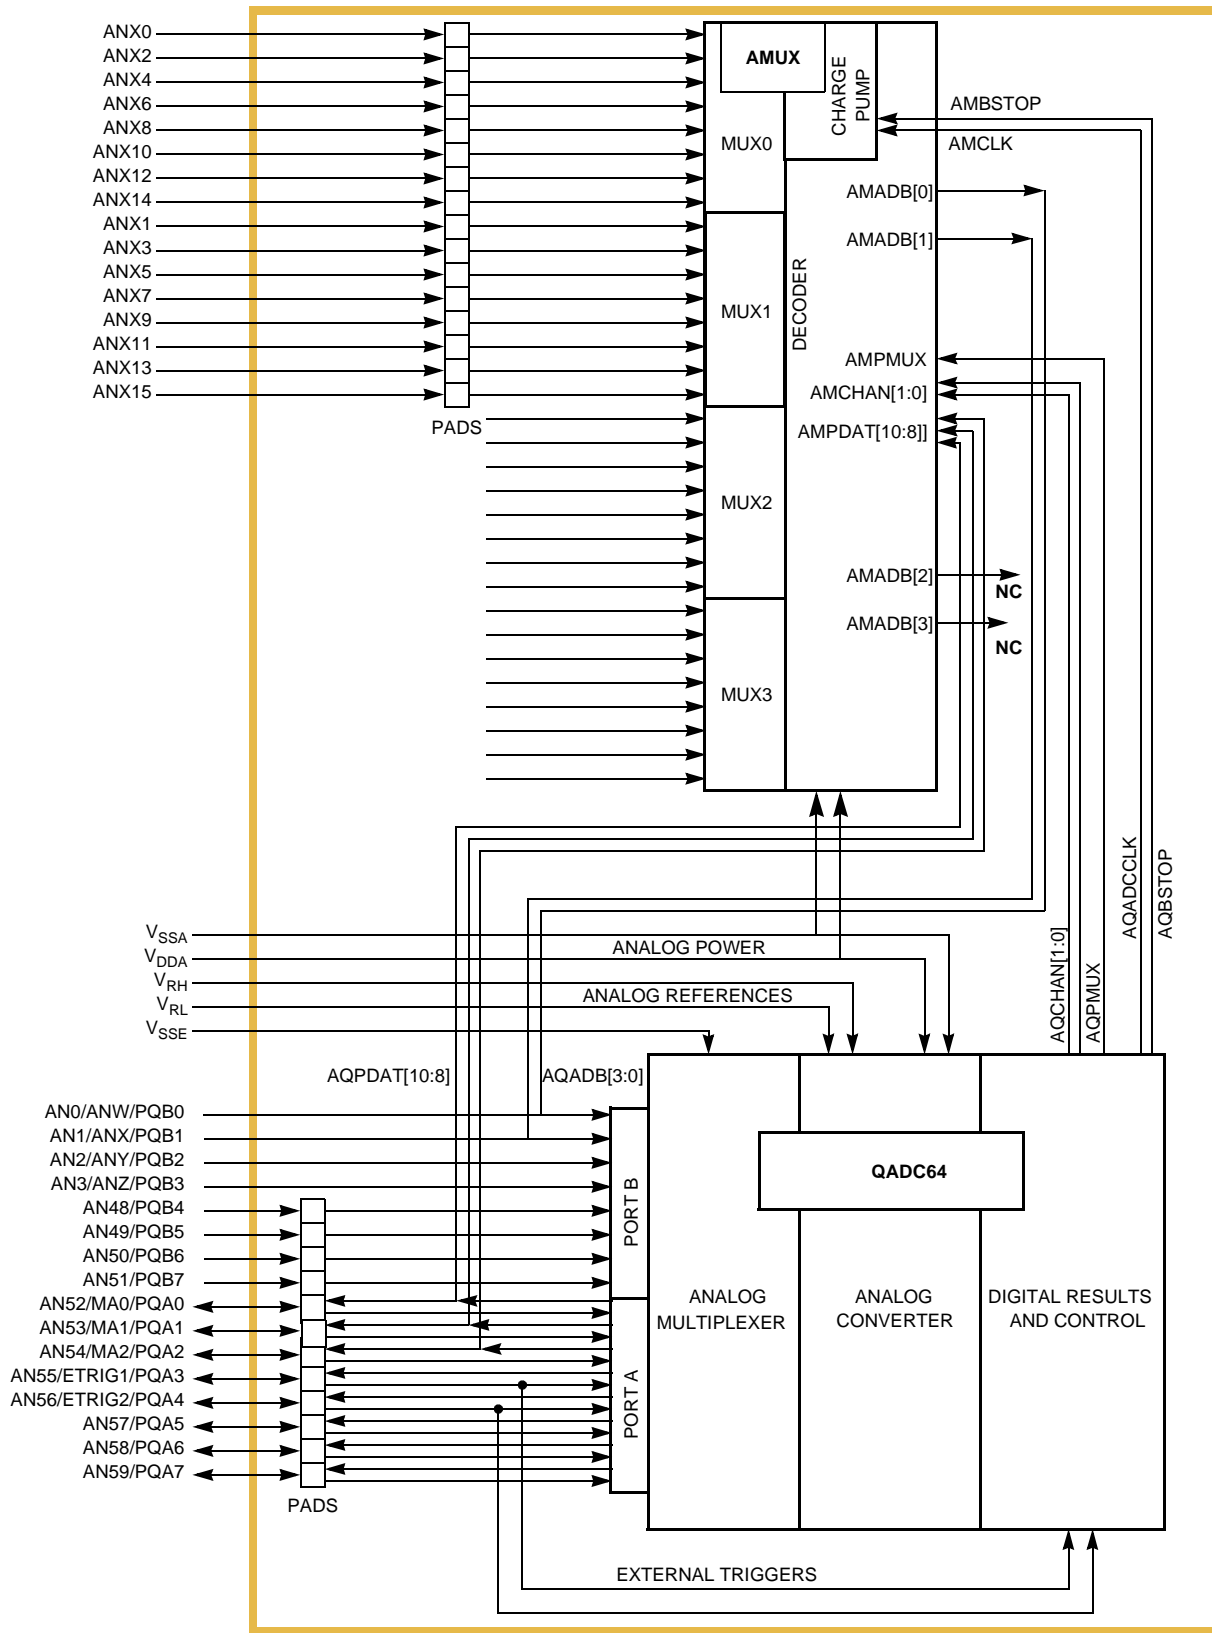 ANX0
ANX2
ANX4
ANX6
ANX8
ANX10
ANX12
ANX14
ANX1
ANX3
ANX5
ANX7
ANX9
ANX11
ANX13
ANX15
PADS
AMUX
CHARGE
PUMP
MUX0
MUX1
MUX2
MUX3
DECODER
AMBSTOP
AMCLK
AMADB[0]
AMADB[1]
AMPMUX
AMCHAN[1:0]
AMPDAT[10:8]]
AMADB[2]
NC
AMADB[3]
NC
AQCHAN[1:0]
AQPMUX
AQADCCLK
AQBSTOP
VSSA
VDDA
VRH
VRL
VSSE
ANALOG POWER
ANALOG REFERENCES
AQPDAT[10:8]
AQADB[3:0]
AN0/ANW/PQB0
AN1/ANX/PQB1
AN2/ANY/PQB2
AN3/ANZ/PQB3
AN48/PQB4
AN49/PQB5
AN50/PQB6
AN51/PQB7
AN52/MA0/PQA0
AN53/MA1/PQA1
AN54/MA2/PQA2
AN55/ETRIG1/PQA3
AN56/ETRIG2/PQA4
AN57/PQA5
AN58/PQA6
AN59/PQA7
PADS
PORT B
PORT A
QADC64
ANALOG
MULTIPLEXER
ANALOG
CONVERTER
DIGITAL RESULTS
AND CONTROL
EXTERNAL TRIGGERS